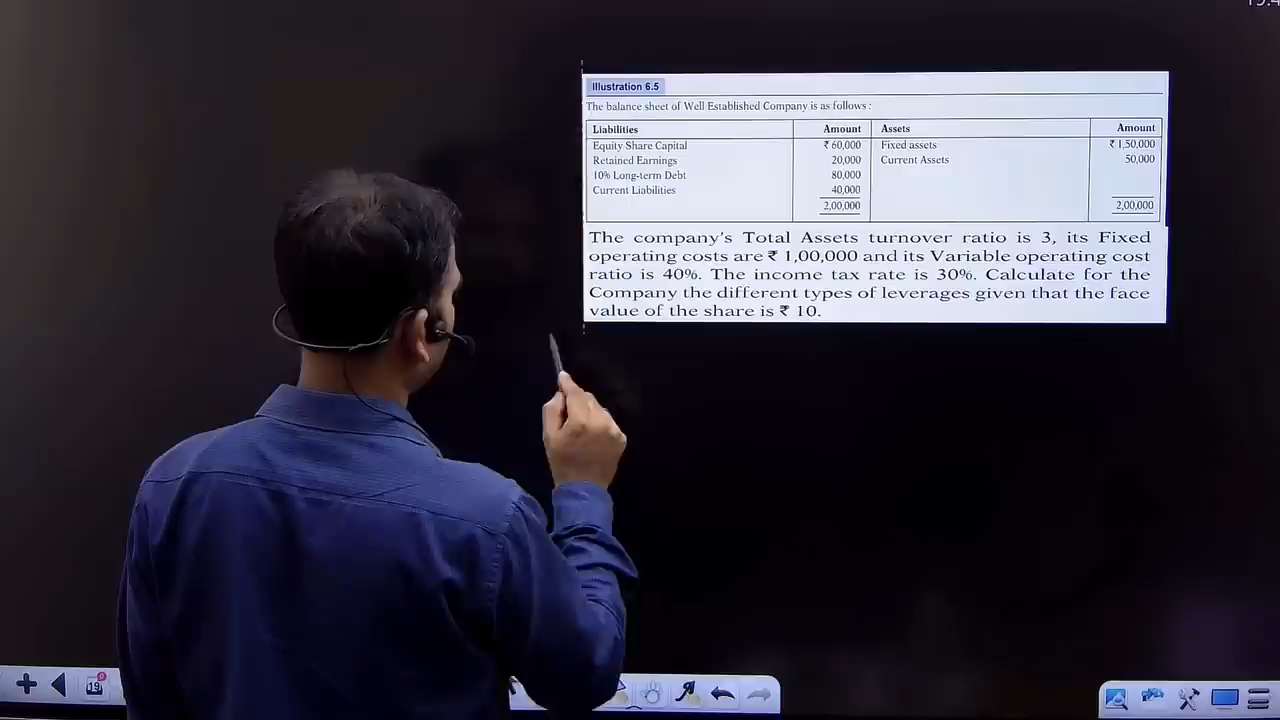 Illustration 6.5
The balance sheet of Well Established Company is as follows :
Liabilities Amount Assets Amount
Equity Share Capital ₹ 60,000 Fixed assets ₹ 1,50,000
Retained Earnings 20,000 Current Assets 50,000
10% Long-term Debt 80,000
Current Liabilities 40,000
2,00,000 2,00,000
The company's Total Assets turnover ratio is 3, its Fixed
operating costs are ₹ 1,00,000 and its Variable operating cost
ratio is 40%. The income tax rate is 30%. Calculate for the
Company the different types of leverages given that the face
value of the share is ₹ 10.
19